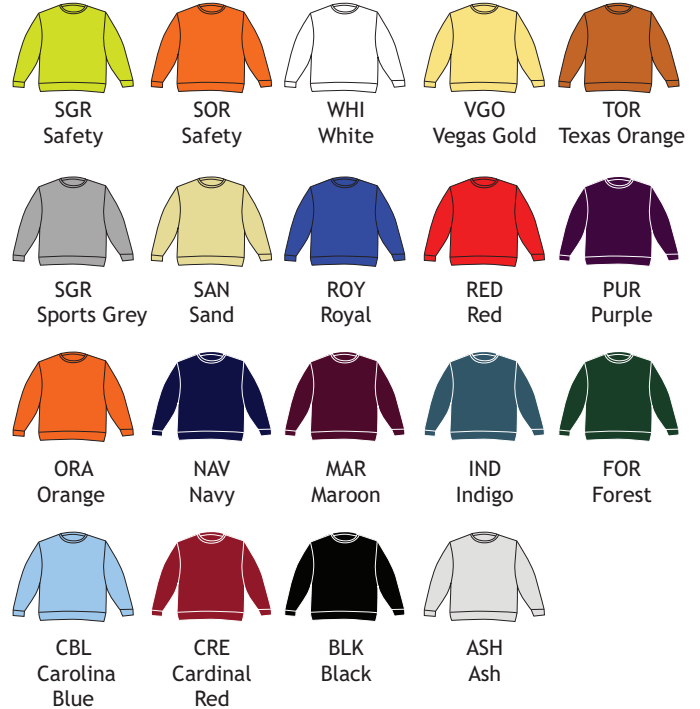 SGR
Safety
SOR
Safety
WHI
White
VGO
Vegas Gold
TOR
Texas Orange
SGR
Sports Grey
SAN
Sand
ROY
Royal
RED
Red
PUR
Purple
ORA
Orange
NAV
Navy
MAR
Maroon
IND
Indigo
FOR
Forest
CBL
Carolina
Blue
CRE
Cardinal
Red
BLK
Black
ASH
Ash